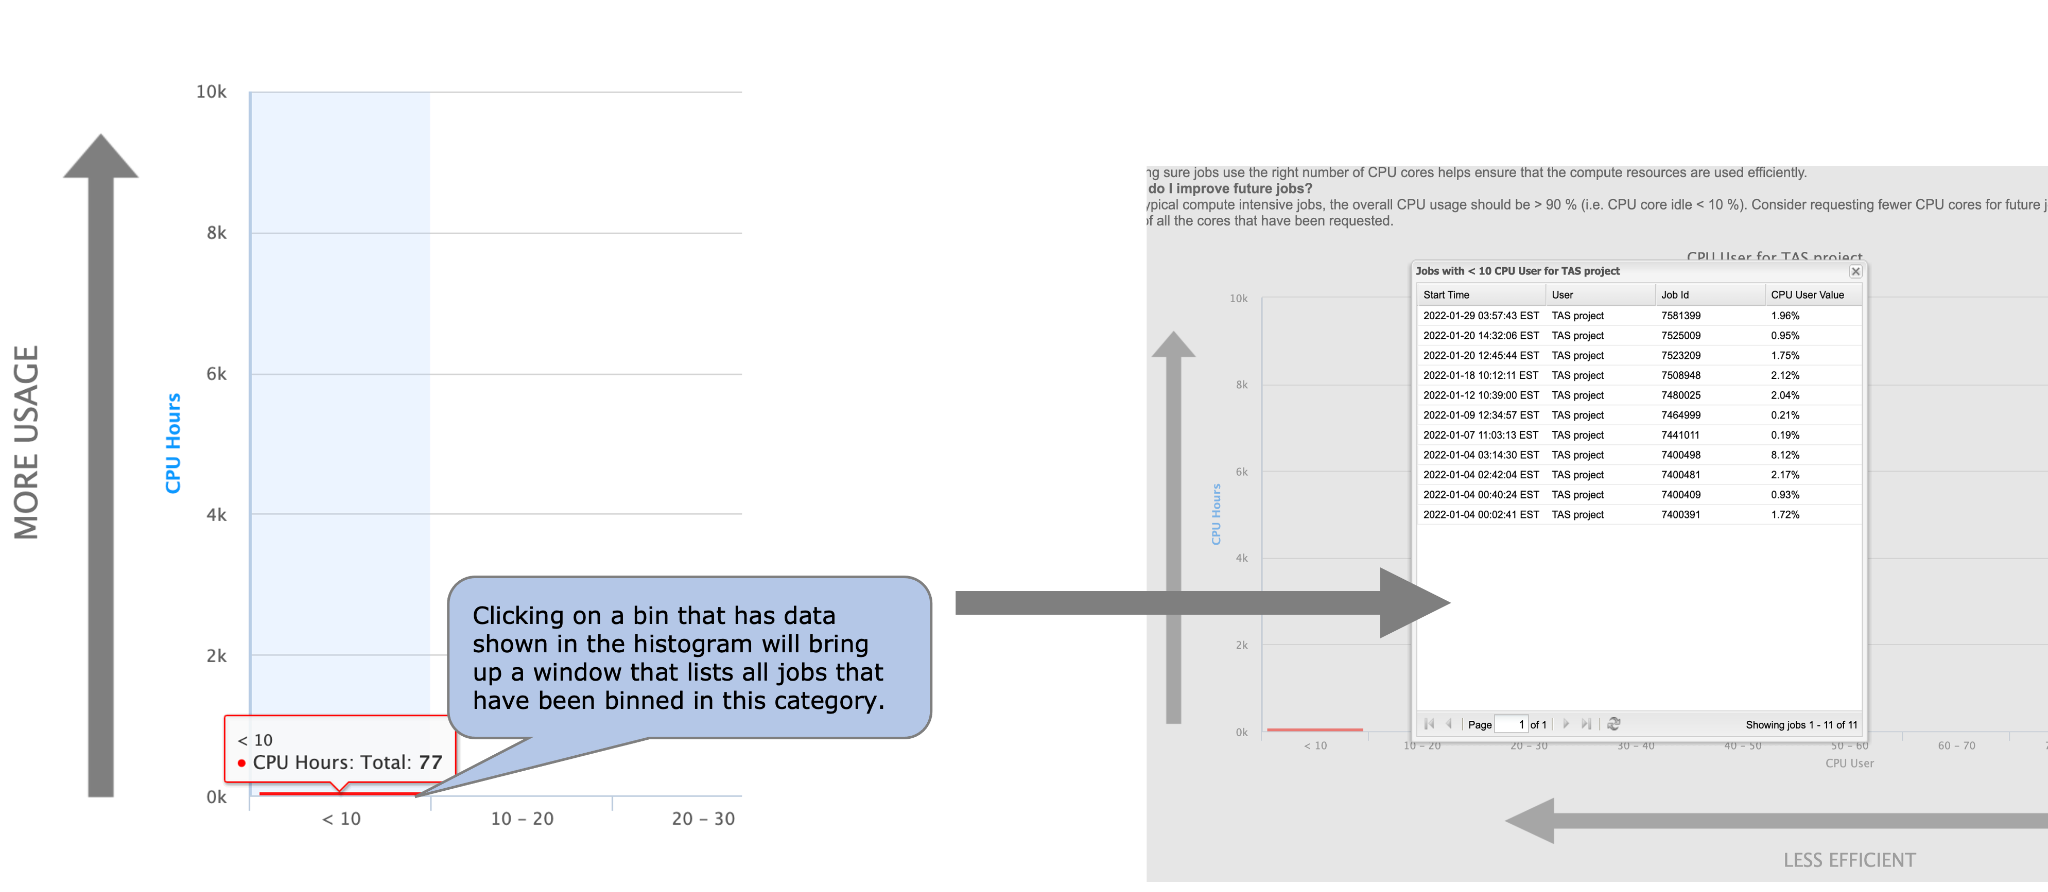 10k
8k
6k
4k
2k
0k
MORE USAGE
CPU Hours
< 10
CPU Hours: Total: 77
< 10
10 – 20
20 – 30
Clicking on a bin that has data
shown in the histogram will bring
up a window that lists all jobs that
have been binned in this category.
sure jobs use the right number of CPU cores helps ensure that the compute resources are used efficiently.
do I improve future jobs?
compute intensive jobs, the overall CPU usage should be > 90 % (i.e. CPU core idle < 10 %). Consider requesting fewer CPU cores for future
all the cores that have been requested.
CPU User for TAS project
Jobs with < 10 CPU User for TAS project
Start Time User Job Id CPU User Value
2022-01-29 03:57:43 EST TAS project 7581399 1.96%
2022-01-20 14:32:06 EST TAS project 7525009 0.95%
2022-01-20 12:45:44 EST TAS project 7523209 1.75%
2022-01-18 10:12:11 EST TAS project 7508948 2.12%
2022-01-12 10:39:00 EST TAS project 7480025 2.04%
2022-01-09 12:34:57 EST TAS project 7464999 0.21%
2022-01-07 11:03:13 EST TAS project 7441011 0.19%
2022-01-04 03:14:30 EST TAS project 7400498 8.12%
2022-01-04 02:42:04 EST TAS project 7400481 2.17%
2022-01-04 00:40:24 EST TAS project 7400409 0.93%
2022-01-04 00:02:41 EST TAS project 7400391 1.72%
Page 1 of 1 Showing jobs 1 - 11 of 11
10k
8k
6k
4k
2k
0k
CPU Hours
< 10 10 – 20 20 – 30 30 – 40 40 – 50 50 – 60 60 – 70
CPU User
LESS EFFICIENT